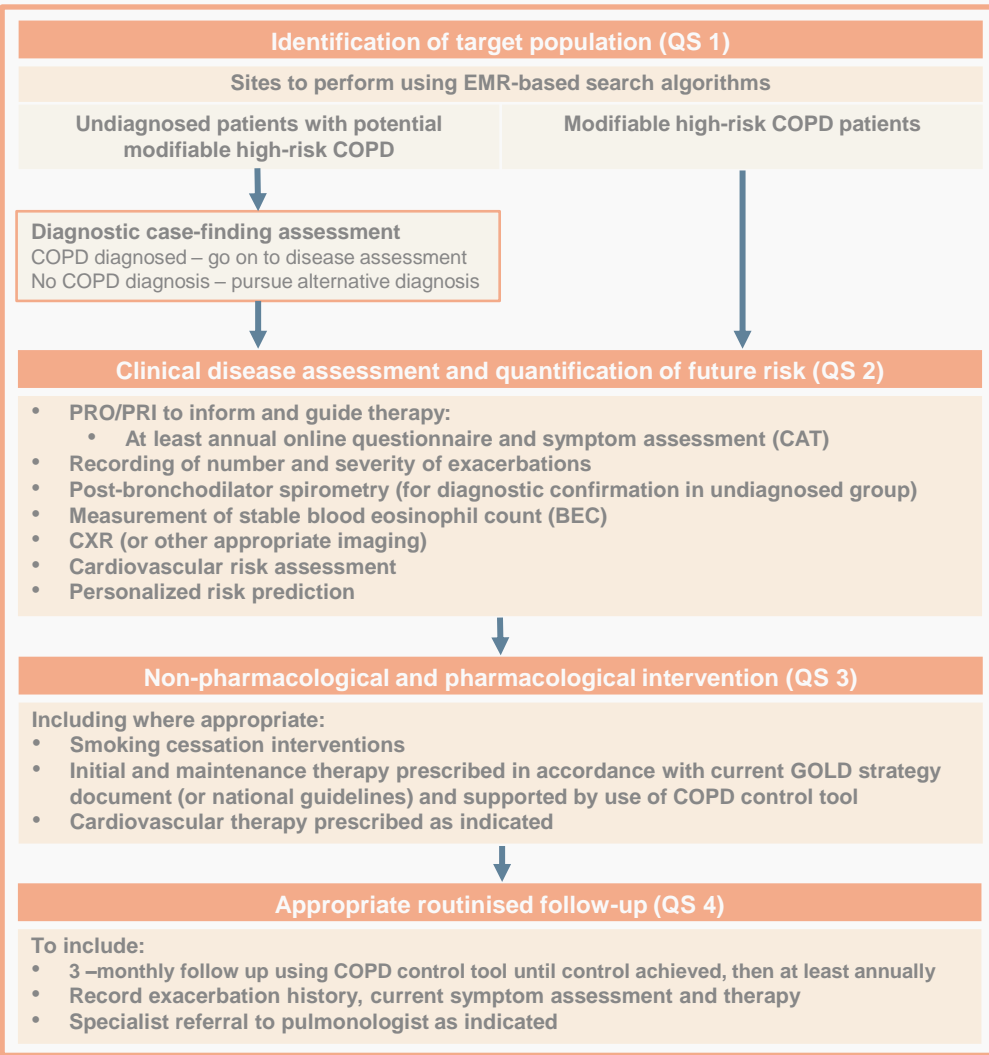 Identification of target population (QS 1)
Sites to perform using EMR-based search algorithms
Undiagnosed patients with potential
modifiable high-risk COPD
Modifiable high-risk COPD patients
Diagnostic case-finding assessment
COPD diagnosed – go on to disease assessment
No COPD diagnosis – pursue alternative diagnosis
Clinical disease assessment and quantification of future risk (QS 2)
• PRO/PRI to inform and guide therapy:
• At least annual online questionnaire and symptom assessment (CAT)
• Recording of number and severity of exacerbations
• Post-bronchodilator spirometry (for diagnostic confirmation in undiagnosed group)
• Measurement of stable blood eosinophil count (BEC)
• CXR (or other appropriate imaging)
• Cardiovascular risk assessment
• Personalized risk prediction
Non-pharmacological and pharmacological intervention (QS 3)
Including where appropriate:
• Smoking cessation interventions
• Initial and maintenance therapy prescribed in accordance with current GOLD strategy
document (or national guidelines) and supported by use of COPD control tool
• Cardiovascular therapy prescribed as indicated
Appropriate routinised follow-up (QS 4)
To include:
• 3 –monthly follow up using COPD control tool until control achieved, then at least annually
• Record exacerbation history, current symptom assessment and therapy
• Specialist referral to pulmonologist as indicated